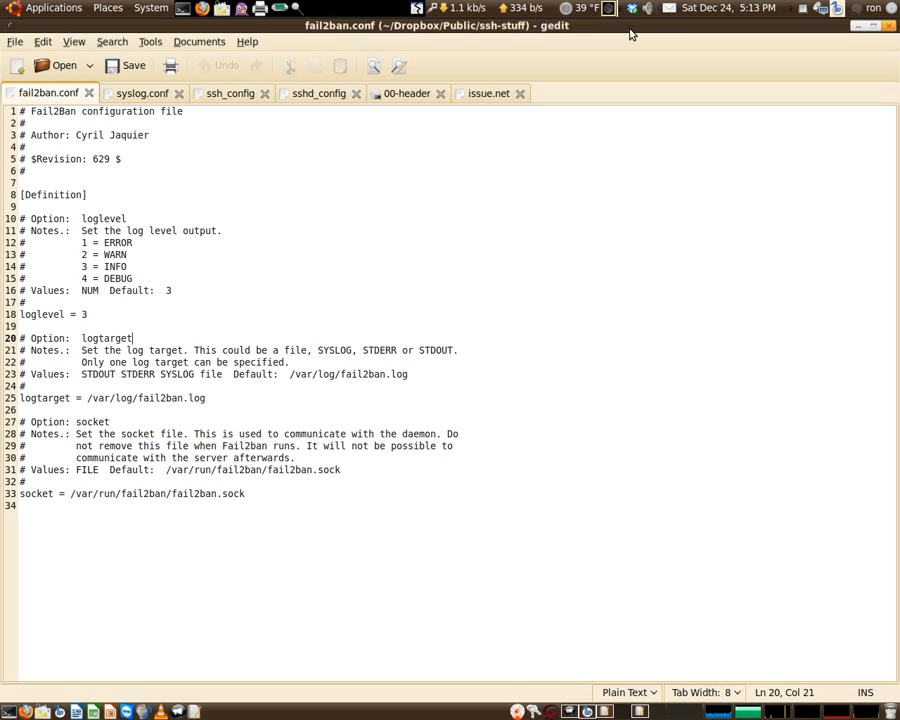 Applications Places System 1.1 kb/s 334 b/s 39 °F Sat Dec 24, 5:13 PM ron
fail2ban.conf (~/Dropbox/Public/ssh-stuff) - gedit
File Edit View Search Tools Documents Help
Open Save Undo
fail2ban.conf syslog.conf ssh_config sshd_config 00-header issue.net
1 # Fail2Ban configuration file
2 #
3 # Author: Cyril Jaquier
4 #
5 # $Revision: 629 $
6 #
7
8 [Definition]
9
10 # Option:  loglevel
11 # Notes.:  Set the log level output.
12 #          1 = ERROR
13 #          2 = WARN
14 #          3 = INFO
15 #          4 = DEBUG
16 # Values:  NUM  Default:  3
17 #
18 loglevel = 3
19
20 # Option:  logtarget
21 # Notes.:  Set the log target. This could be a file, SYSLOG, STDERR or STDOUT.
22 #          Only one log target can be specified.
23 # Values:  STDOUT STDERR SYSLOG file  Default:  /var/log/fail2ban.log
24 #
25 logtarget = /var/log/fail2ban.log
26
27 # Option: socket
28 # Notes.: Set the socket file. This is used to communicate with the daemon. Do
29 #         not remove this file when Fail2ban runs. It will not be possible to
30 #         communicate with the server afterwards.
31 # Values: FILE  Default:  /var/run/fail2ban/fail2ban.sock
32 #
33 socket = /var/run/fail2ban/fail2ban.sock
34
Plain Text Tab Width: 8 Ln 20, Col 21 INS